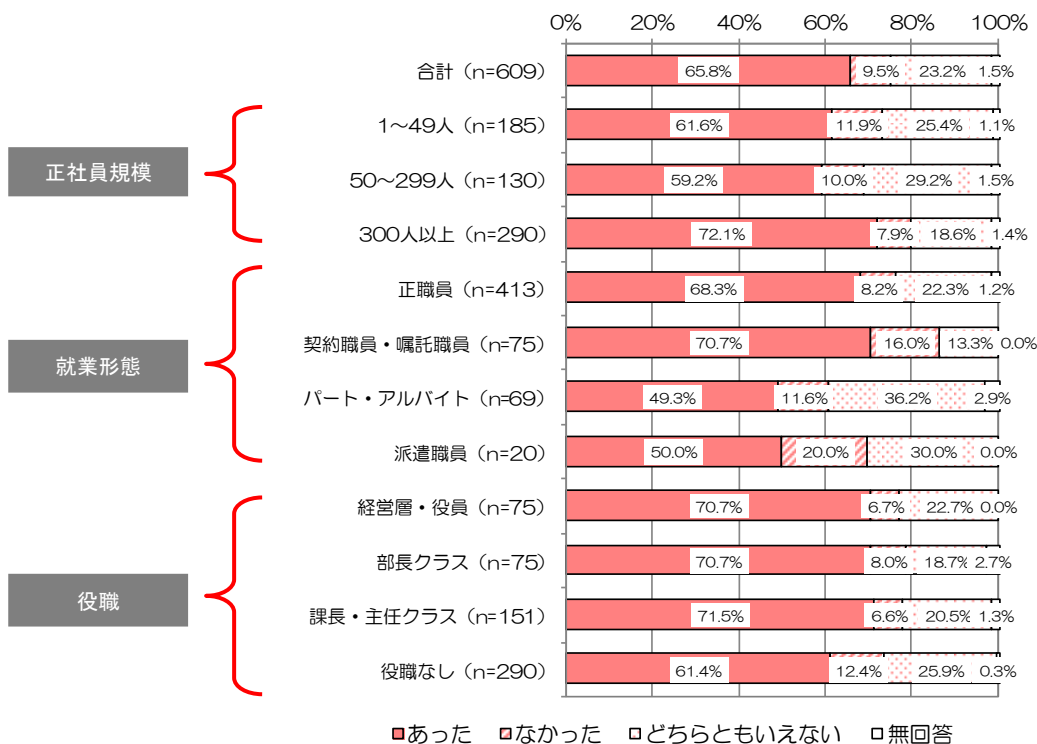 0% 20% 40% 60% 80% 100%
合計（n=609） 65.8% 9.5% 23.2% 1.5%
正社員規模
1～49人（n=185） 61.6% 11.9% 25.4% 1.1%
50～299人（n=130） 59.2% 10.0% 29.2% 1.5%
300人以上（n=290） 72.1% 7.9% 18.6% 1.4%
就業形態
正職員（n=413） 68.3% 8.2% 22.3% 1.2%
契約職員・嘱託職員（n=75） 70.7% 16.0% 13.3% 0.0%
パート・アルバイト（n=69） 49.3% 11.6% 36.2% 2.9%
派遣職員（n=20） 50.0% 20.0% 30.0% 0.0%
役職
経営層・役員（n=75） 70.7% 6.7% 22.7% 0.0%
部長クラス（n=75） 70.7% 8.0% 18.7% 2.7%
課長・主任クラス（n=151） 71.5% 6.6% 20.5% 1.3%
役職なし（n=290） 61.4% 12.4% 25.9% 0.3%
あった なかった どちらともいえない 無回答